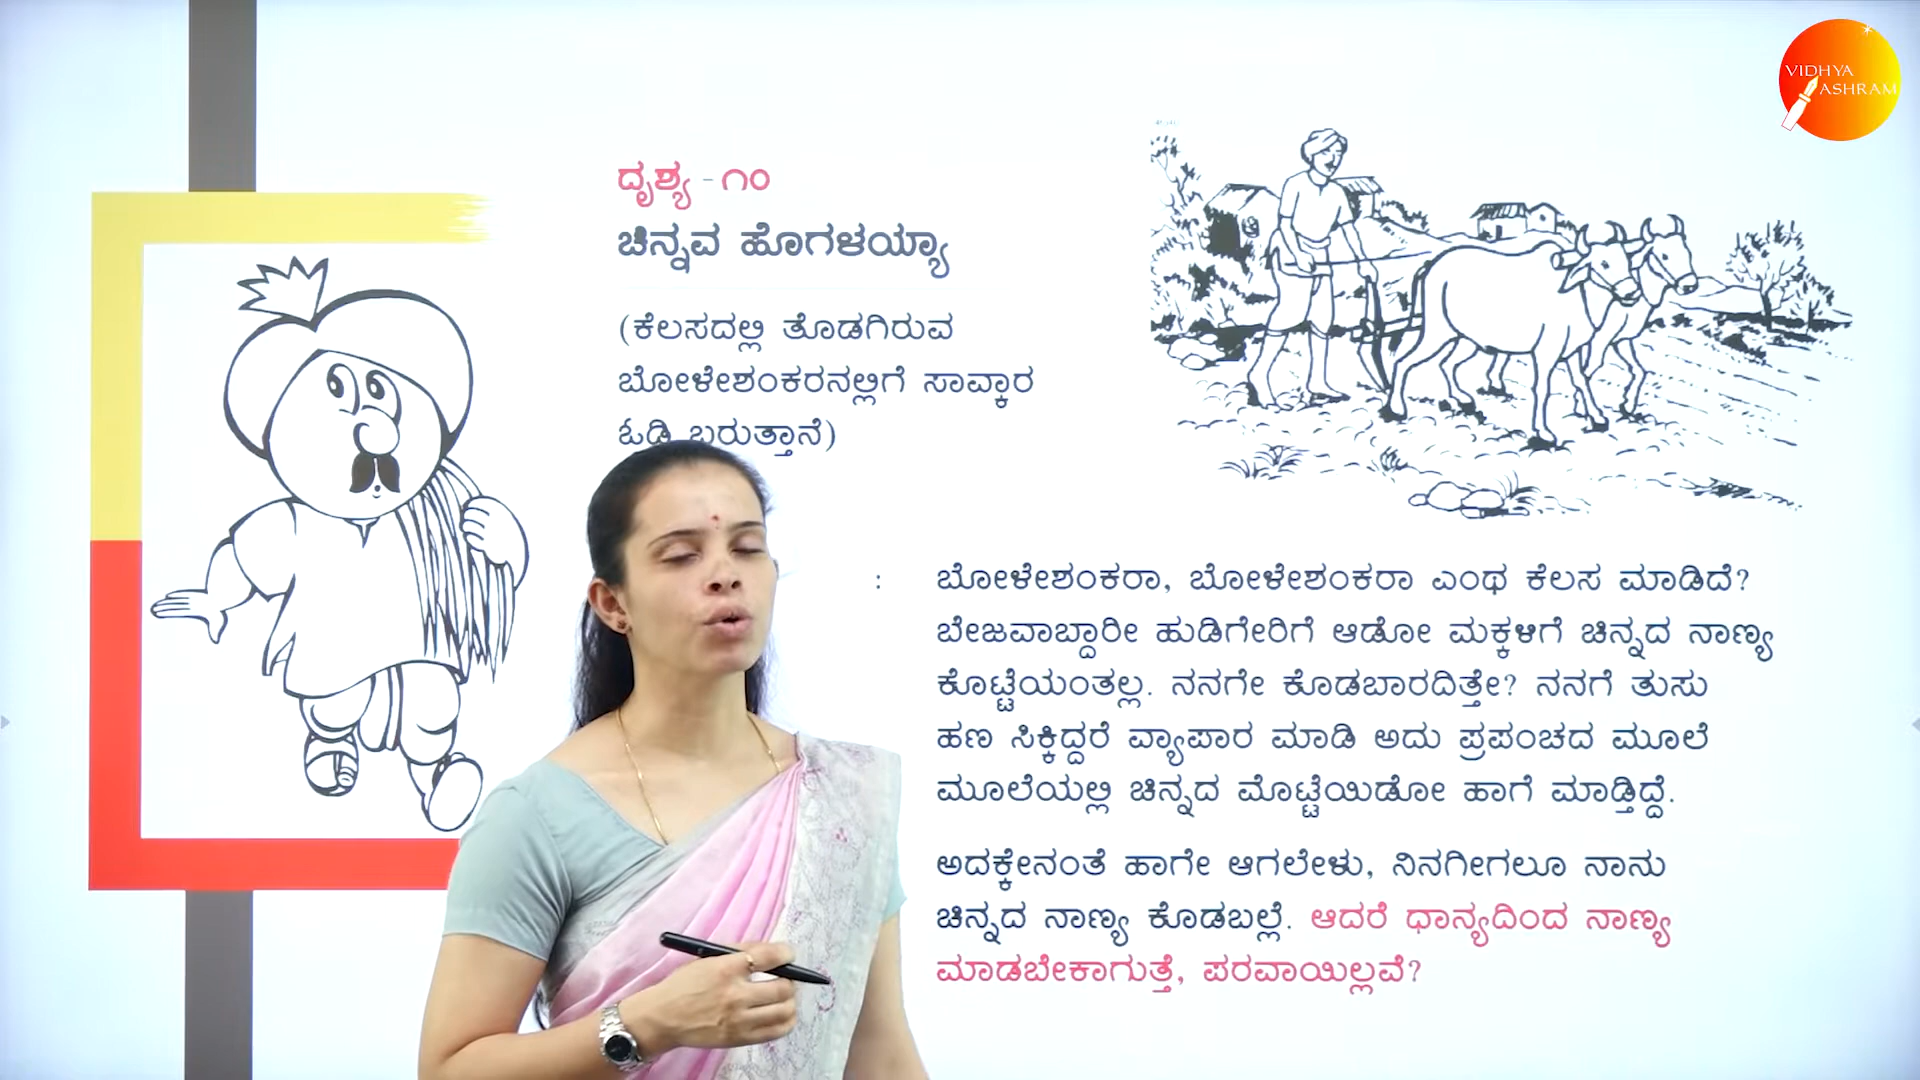 VIDHYA
ASHRAM
ದೃಶ್ಯ -೧೦
ಚಿನ್ನವ ಹೊಗಳಯ್ಯಾ
(ಕೆಲಸದಲ್ಲಿ ತೊಡಗಿರುವ
ಬೋಳೇಶಂಕರನಲ್ಲಿಗೆ ಸಾವ್ಕಾರ
ಓಡಿ ಬರುತ್ತಾನೆ)
: ಬೋಳೇಶಂಕರಾ, ಬೋಳೇಶಂಕರಾ ಎಂಥ ಕೆಲಸ ಮಾಡಿದೆ?
ಬೇಜವಾಬ್ದಾರೀ ಹುಡಿಗೇರಿಗೆ ಆಡೋ ಮಕ್ಕಳಿಗೆ ಚಿನ್ನದ ನಾಣ್ಯ
ಕೊಟ್ಟೆಯಂತಲ್ಲ. ನನಗೇ ಕೊಡಬಾರದಿತ್ತೇ? ನನಗೆ ತುಸು
ಹಣ ಸಿಕ್ಕಿದ್ದರೆ ವ್ಯಾಪಾರ ಮಾಡಿ ಅದು ಪ್ರಪಂಚದ ಮೂಲೆ
ಮೂಲೆಯಲ್ಲಿ ಚಿನ್ನದ ಮೊಟ್ಟೆಯಿಡೋ ಹಾಗೆ ಮಾಡ್ತಿದ್ದೆ.
ಅದಕ್ಕೇನಂತೆ ಹಾಗೇ ಆಗಲೇಳು, ನಿನಗೀಗಲೂ ನಾನು
ಚಿನ್ನದ ನಾಣ್ಯ ಕೊಡಬಲ್ಲೆ. ಆದರೆ ಧಾನ್ಯದಿಂದ ನಾಣ್ಯ
ಮಾಡಬೇಕಾಗುತ್ತೆ, ಪರವಾಯಿಲ್ಲವೆ?